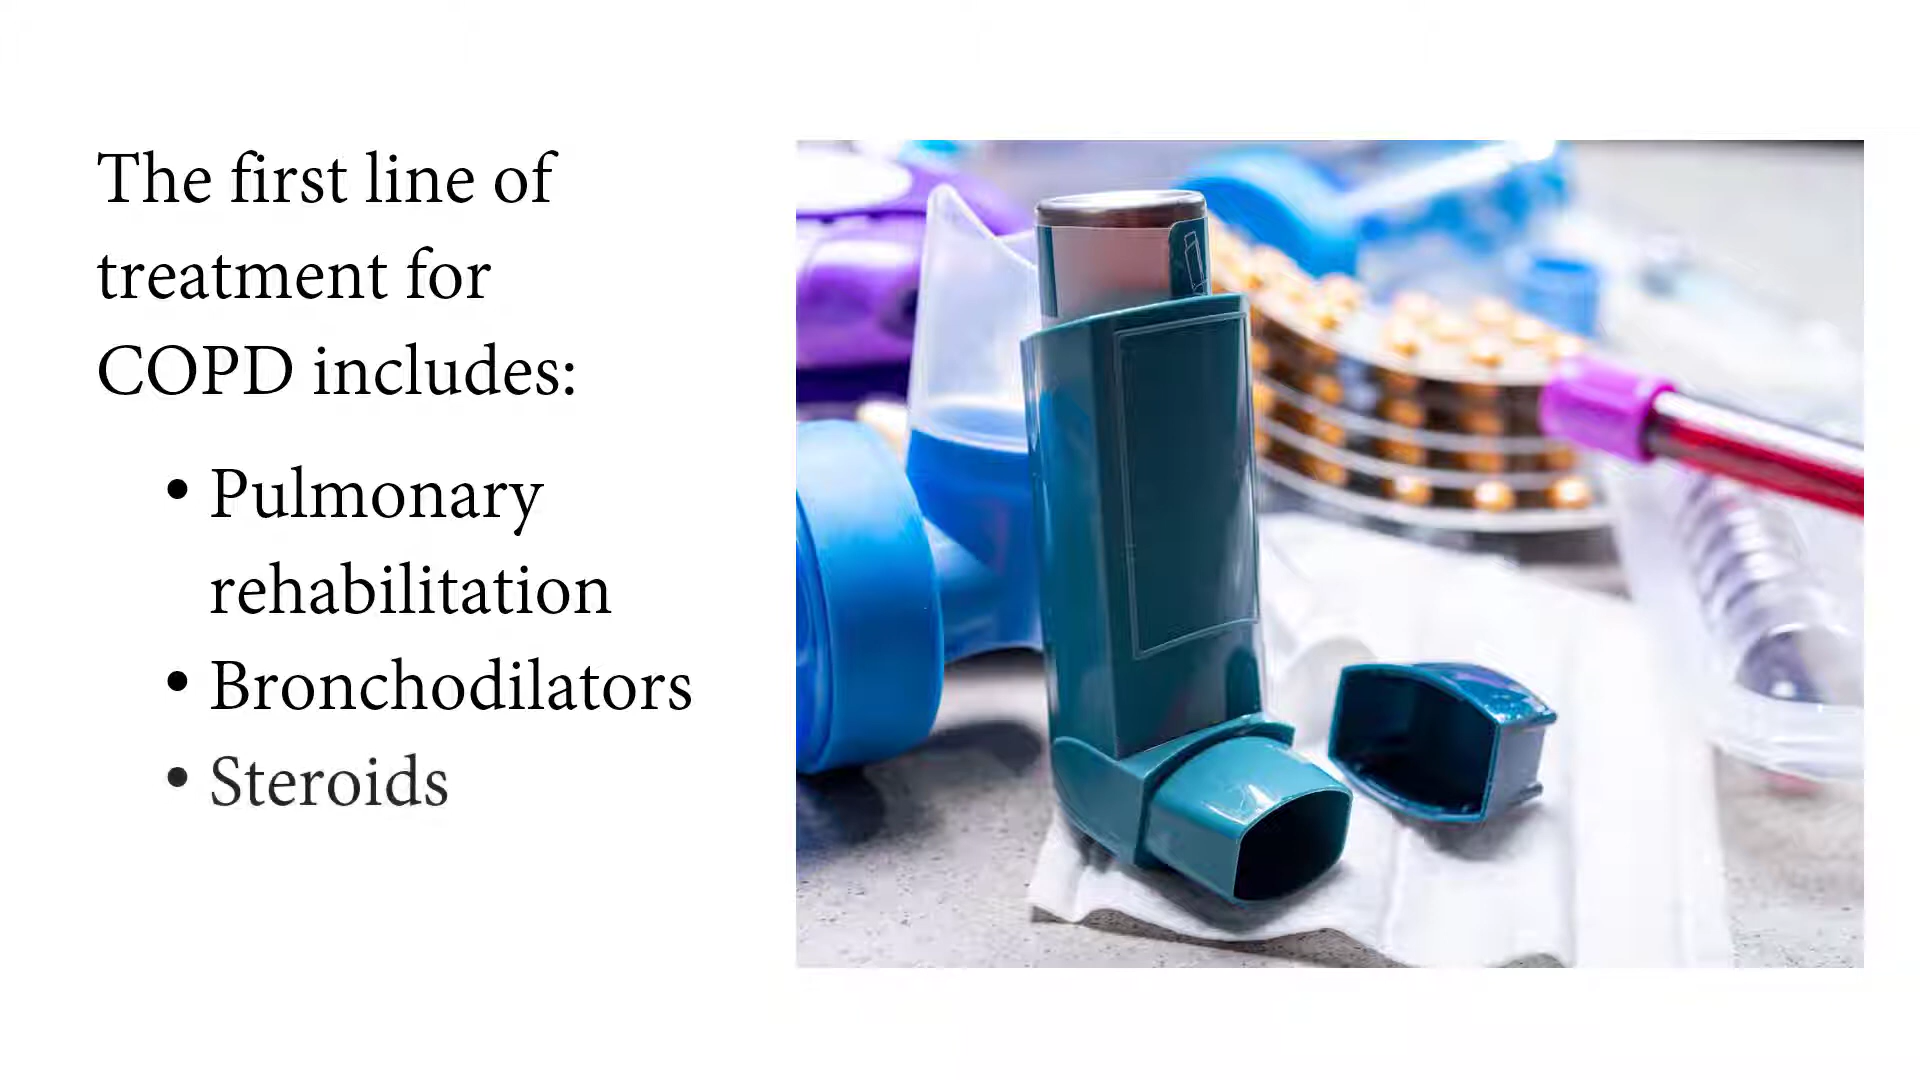 The first line of
treatment for
COPD includes:
• Pulmonary
rehabilitation
• Bronchodilators
• Steroids